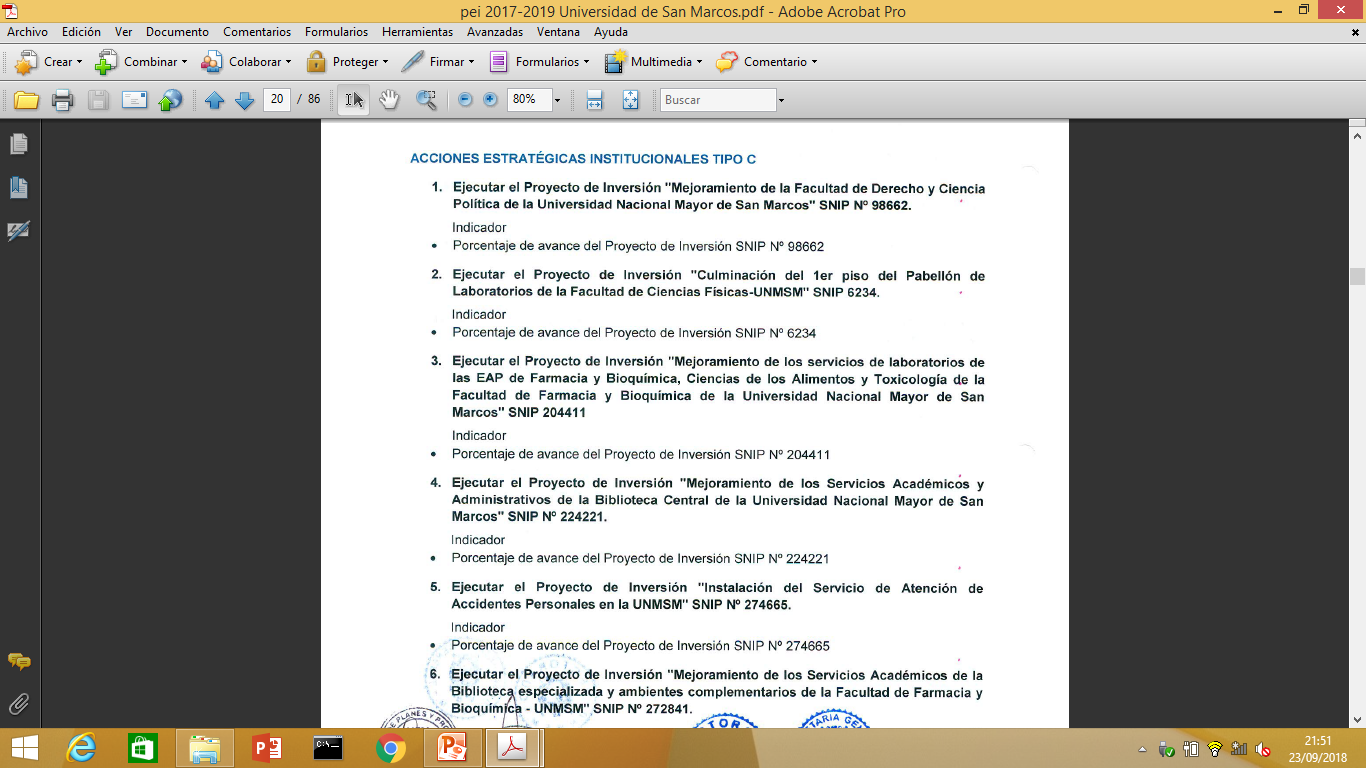 pei 2017-2019 Universidad de San Marcos.pdf - Adobe Acrobat Pro
Archivo Edición Ver Documento Comentarios Formularios Herramientas Avanzadas Ventana Ayuda
Crear Combinar Colaborar Proteger Firmar Formularios Multimedia Comentario
20 / 86 80% Buscar
ACCIONES ESTRATÉGICAS INSTITUCIONALES TIPO C
1. Ejecutar el Proyecto de Inversión "Mejoramiento de la Facultad de Derecho y Ciencia
Política de la Universidad Nacional Mayor de San Marcos" SNIP Nº 98662.
Indicador
• Porcentaje de avance del Proyecto de Inversión SNIP Nº 98662
2. Ejecutar el Proyecto de Inversión "Culminación del 1er piso del Pabellón de
Laboratorios de la Facultad de Ciencias Físicas-UNMSM" SNIP 6234.
Indicador
• Porcentaje de avance del Proyecto de Inversión SNIP Nº 6234
3. Ejecutar el Proyecto de Inversión "Mejoramiento de los servicios de laboratorios de
las EAP de Farmacia y Bioquímica, Ciencias de los Alimentos y Toxicología de la
Facultad de Farmacia y Bioquímica de la Universidad Nacional Mayor de San
Marcos" SNIP 204411
Indicador
• Porcentaje de avance del Proyecto de Inversión SNIP Nº 204411
4. Ejecutar el Proyecto de Inversión "Mejoramiento de los Servicios Académicos y
Administrativos de la Biblioteca Central de la Universidad Nacional Mayor de San
Marcos" SNIP Nº 224221.
Indicador
• Porcentaje de avance del Proyecto de Inversión SNIP Nº 224221
5. Ejecutar el Proyecto de Inversión "Instalación del Servicio de Atención de
Accidentes Personales en la UNMSM" SNIP Nº 274665.
Indicador
• Porcentaje de avance del Proyecto de Inversión SNIP Nº 274665
6. Ejecutar el Proyecto de Inversión "Mejoramiento de los Servicios Académicos de la
Biblioteca especializada y ambientes complementarios de la Facultad de Farmacia y
Bioquímica - UNMSM" SNIP Nº 272841.
21:51
23/09/2018